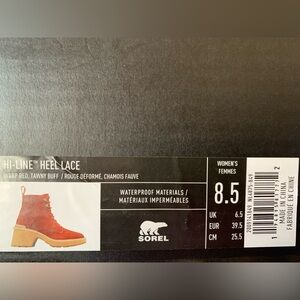 HI-LINE™ HEEL LACE
WARP RED, TAWNY BUFF / ROUGE DÉFORMÉ, CHAMOIS FAUVE
WATERPROOF MATERIALS /
MATÉRIAUX IMPERMÉABLES
SOREL
WOMEN'S
FEMMES
8.5
UK 6.5
EUR 39.5
CM 25.5
MADE IN CHINA
FABRIQUÉ EN CHINE